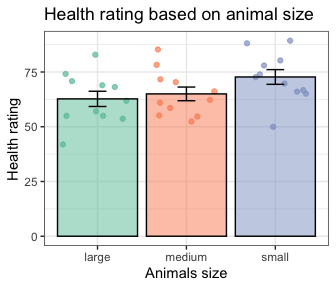 Health rating based on animal size
Health rating
75
50
25
0
large medium small
Animals size